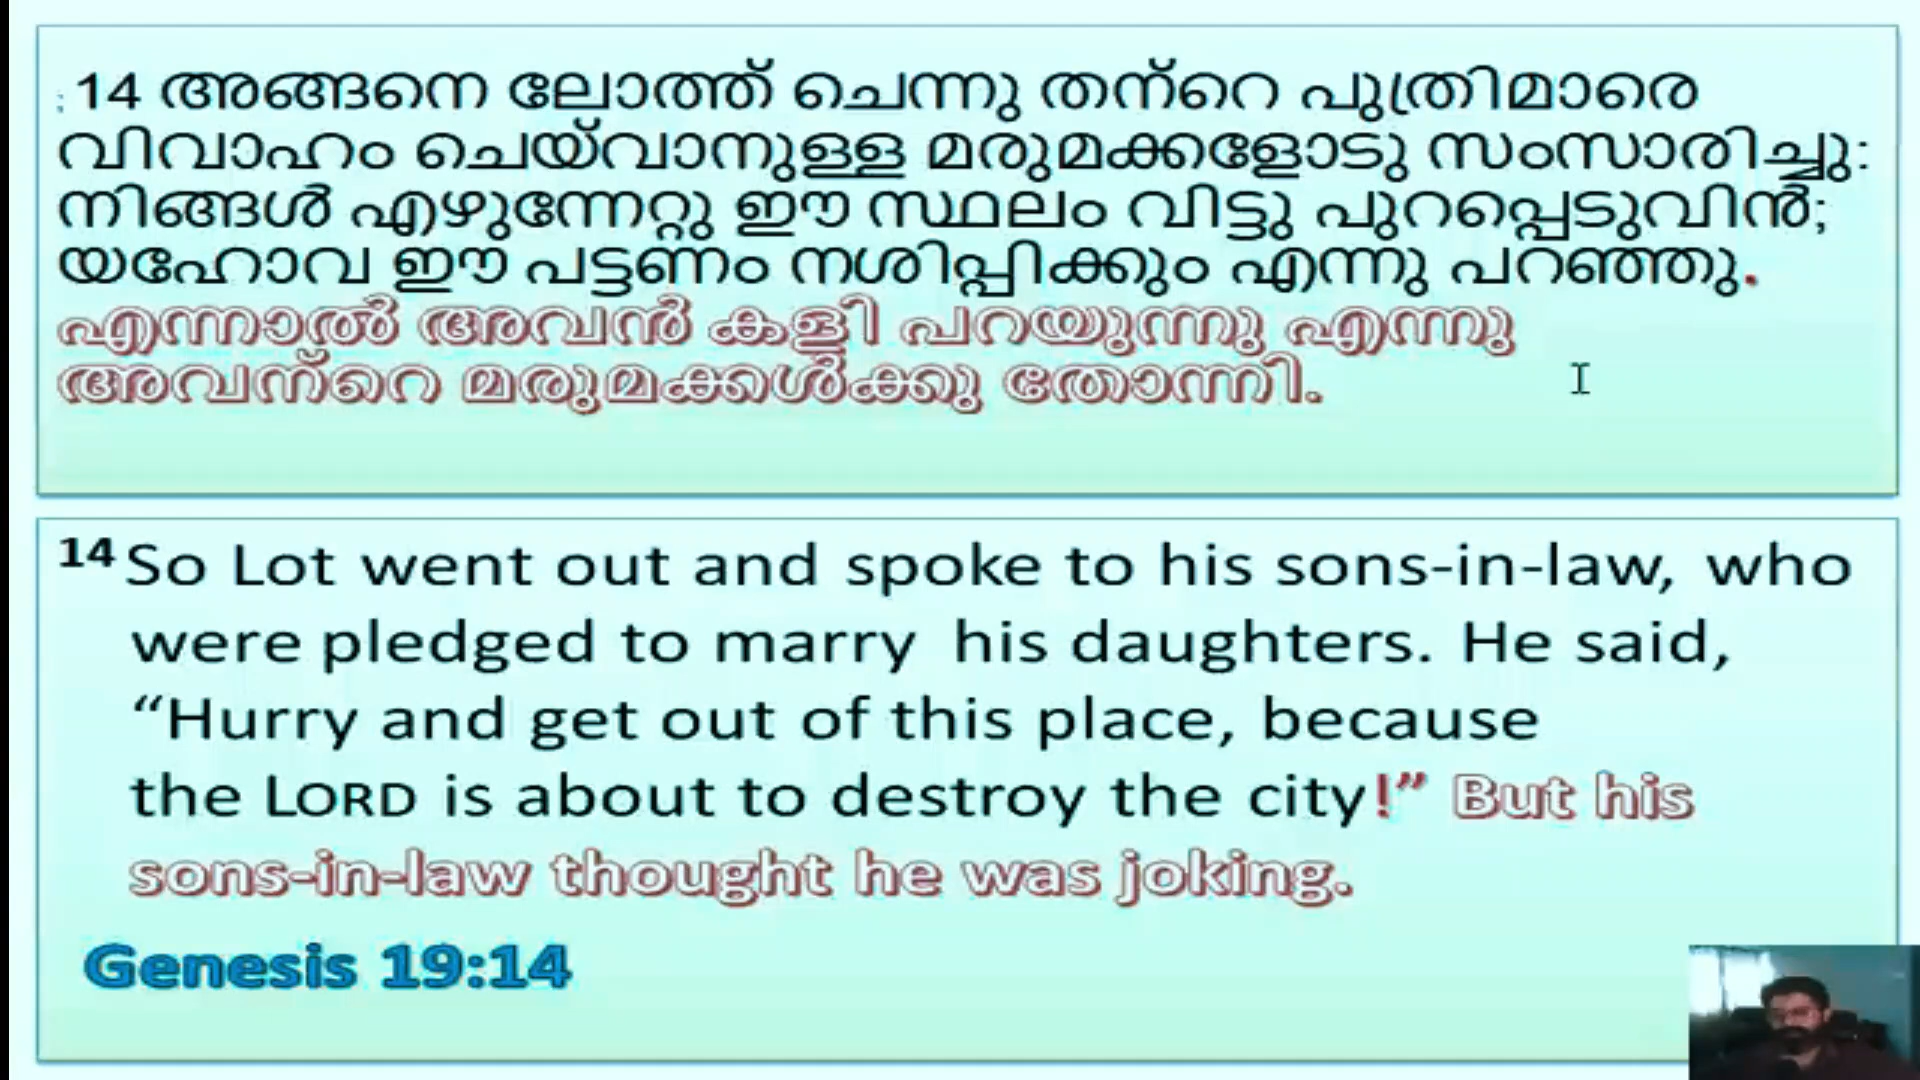 ; 14 അങ്ങനെ ലോത്ത് ചെന്നു തന്റെ പുത്രിമാരെ
വിവാഹം ചെയ്‌വാനുള്ള മരുമക്കളോടു സംസാരിച്ചു:
നിങ്ങൾ എഴുന്നേറ്റു ഈ സ്ഥലം വിട്ടു പുറപ്പെടുവിൻ;
യഹോവ ഈ പട്ടണം നശിപ്പിക്കും എന്നു പറഞ്ഞു.
എന്നാൽ അവൻ കളി പറയുന്നു എന്നു
അവന്റെ മരുമക്കൾക്കു തോന്നി.
14 So Lot went out and spoke to his sons-in-law, who
were pledged to marry his daughters. He said,
“Hurry and get out of this place, because
the LORD is about to destroy the city!” But his
sons-in-law thought he was joking.
Genesis 19:14